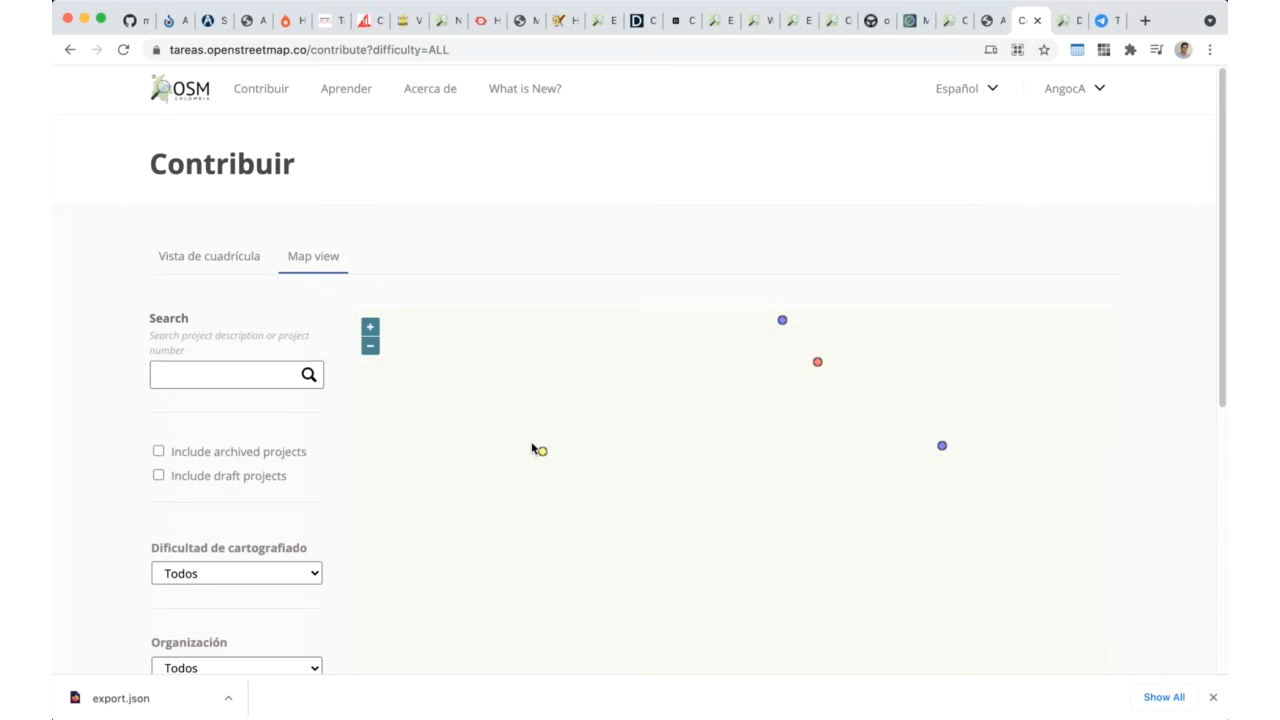 m
A
S
A
H
T
C
V
N
H
M
H
E
C
C
E
V
E
C
o
M
C
A
C
D
T
tareas.openstreetmap.co/contribute?difficulty=ALL
OSM
COLOMBIA
Contribuir
Aprender
Acerca de
What is New?
Español
AngocA
Contribuir
Vista de cuadrícula
Map view
Search
Search project description or project
number
+
−
Include archived projects
Include draft projects
Dificultad de cartografiado
Todos
Organización
Todos
export.json
Show All